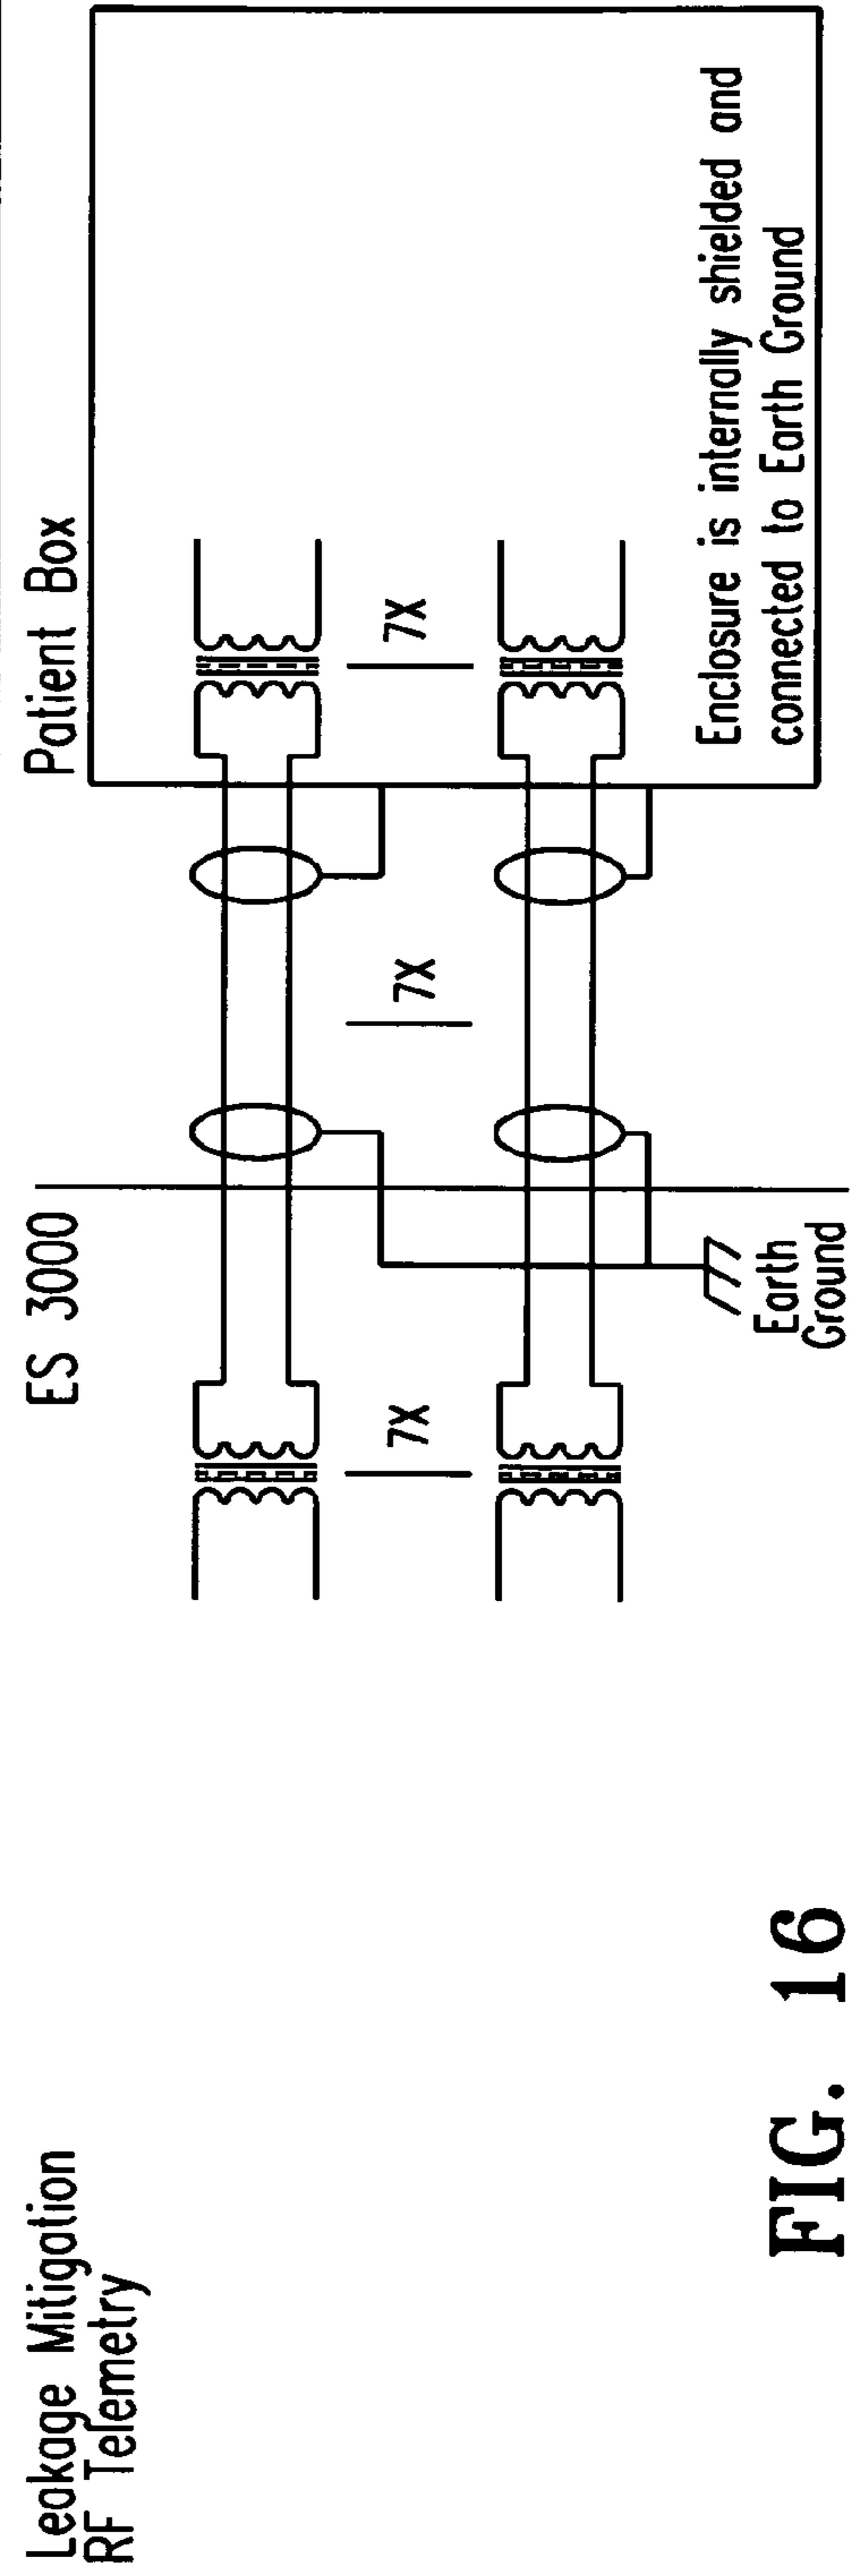 Leakage Mitigation
RF Telemetry
ES 3000
Patient Box
7X
7X
7X
Earth
Ground
Enclosure is internally shielded and
connected to Earth Ground
FIG. 16